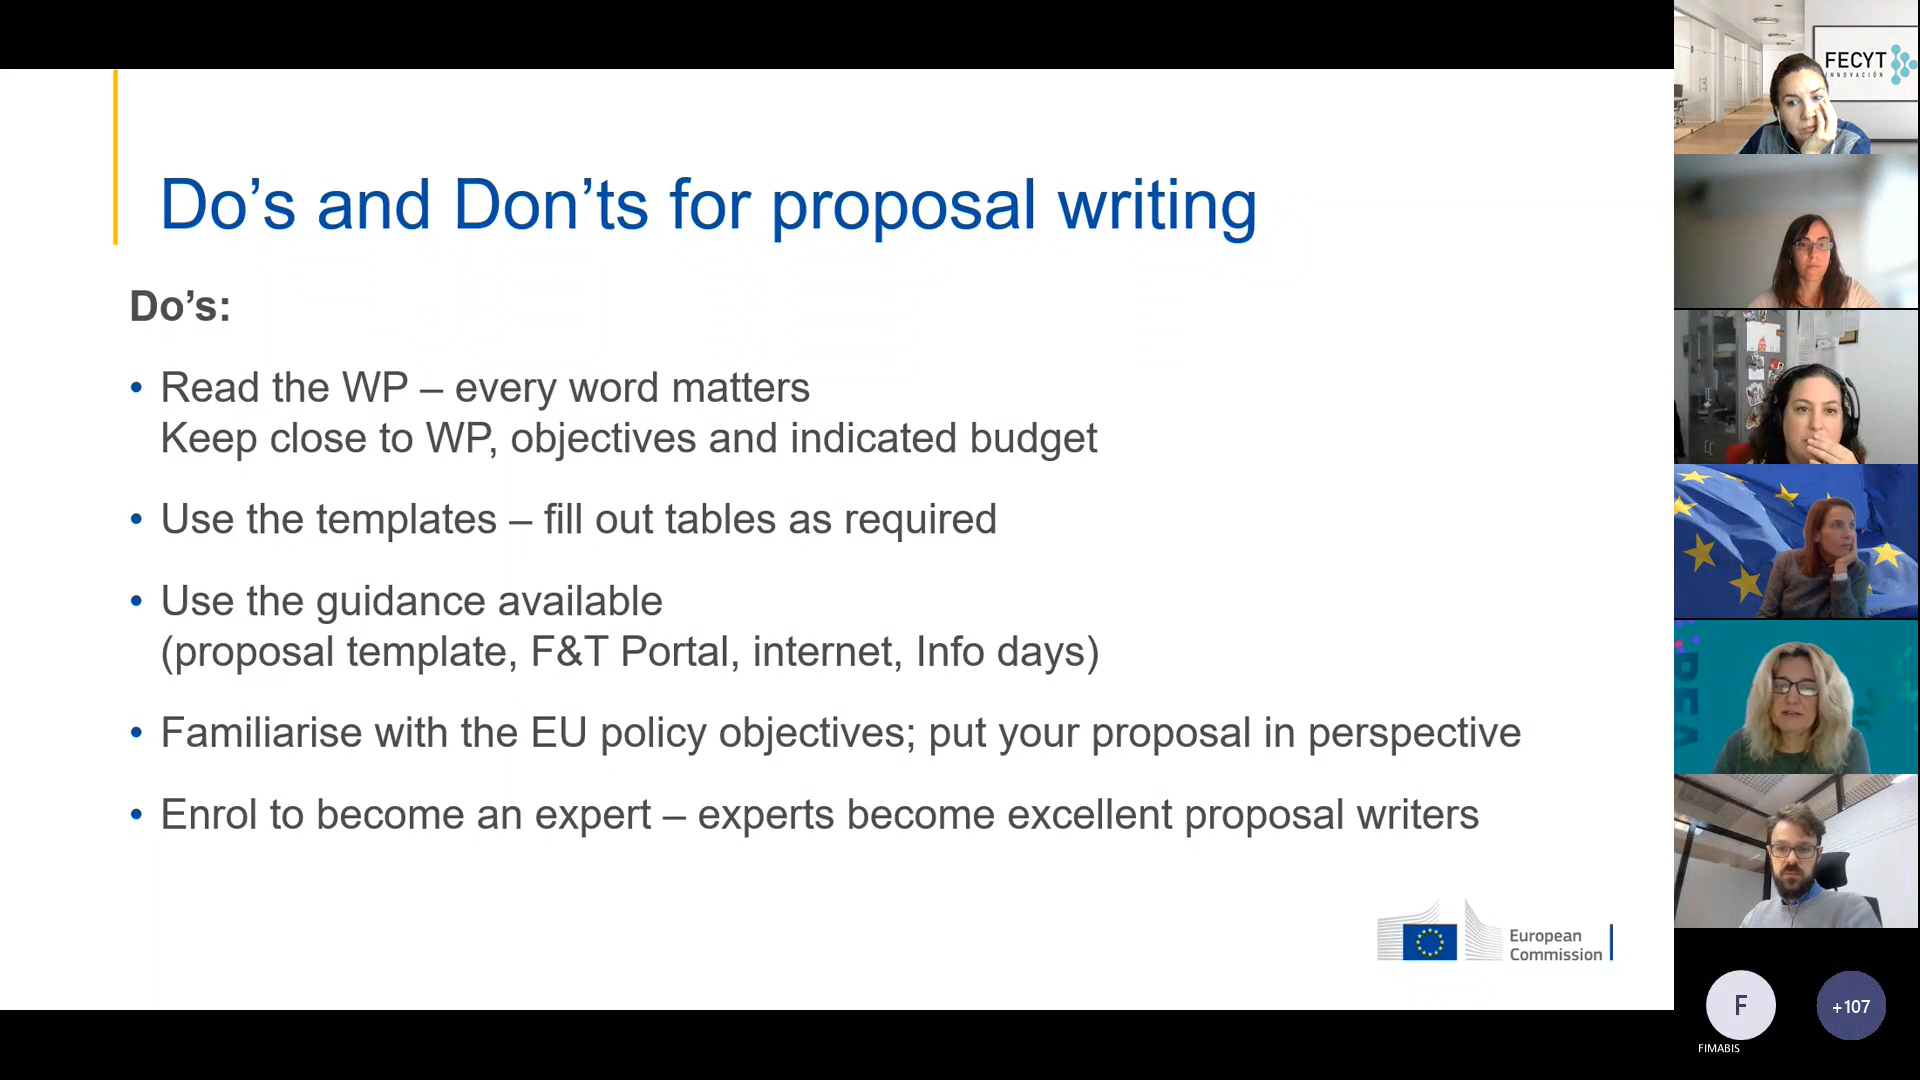 Do’s and Don’ts for proposal writing
Do’s:
• Read the WP – every word matters
Keep close to WP, objectives and indicated budget
• Use the templates – fill out tables as required
• Use the guidance available
(proposal template, F&T Portal, internet, Info days)
• Familiarise with the EU policy objectives; put your proposal in perspective
• Enrol to become an expert – experts become excellent proposal writers
European
Commission
FECYT
INNOVACIÓN
REA
F
+107
FIMABIS